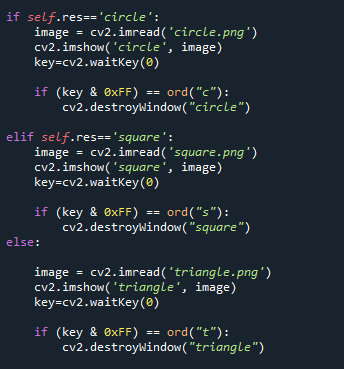 if self.res=='circle':
    image = cv2.imread('circle.png')
    cv2.imshow('circle', image)
    key=cv2.waitKey(0)

    if (key & 0xFF) == ord("c"):
        cv2.destroyWindow("circle")

elif self.res=='square':
    image = cv2.imread('square.png')
    cv2.imshow('square', image)
    key=cv2.waitKey(0)

    if (key & 0xFF) == ord("s"):
        cv2.destroyWindow("square")
else:

    image = cv2.imread('triangle.png')
    cv2.imshow('triangle', image)
    key=cv2.waitKey(0)

    if (key & 0xFF) == ord("t"):
        cv2.destroyWindow("triangle")